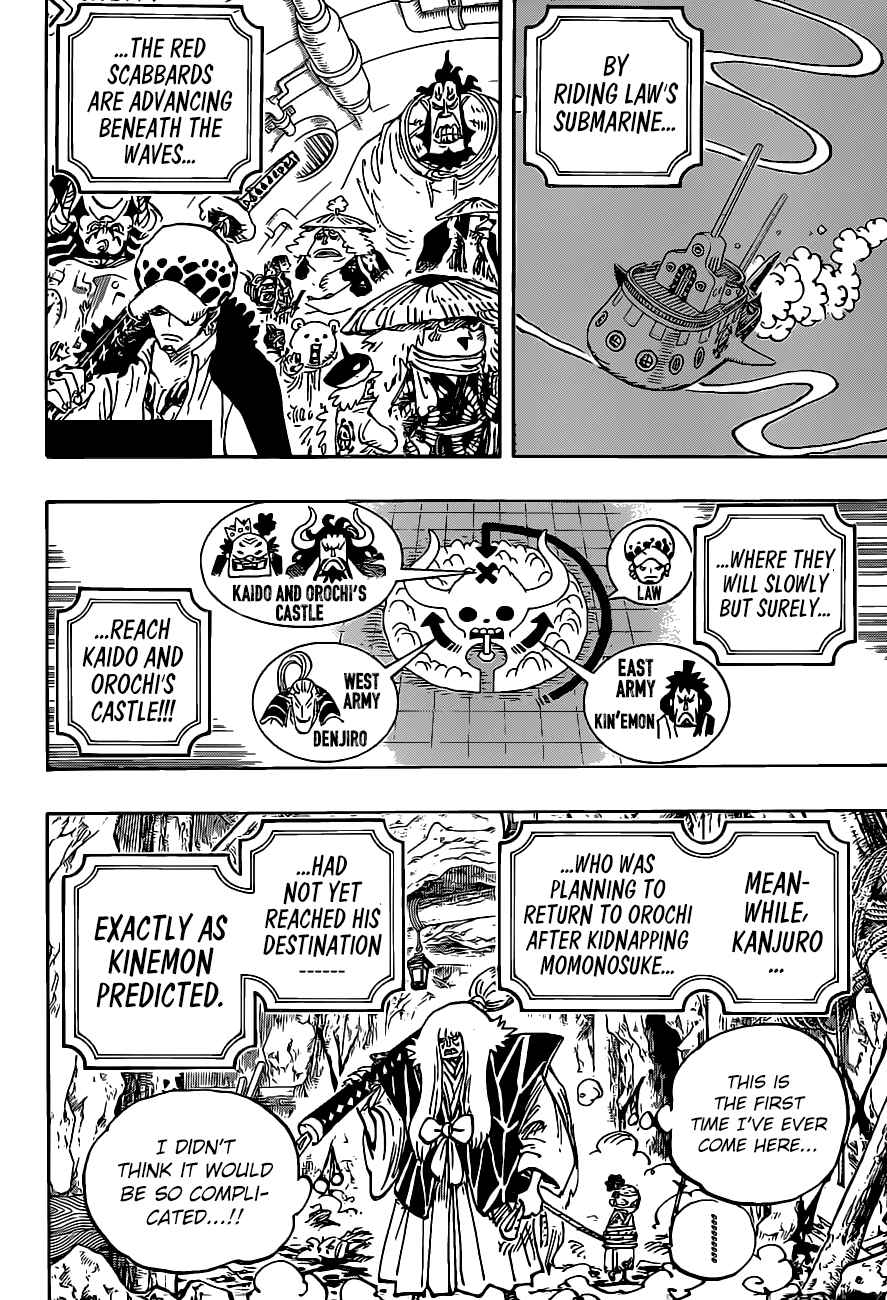 BY
RIDING LAW'S
SUBMARINE...
...THE RED
SCABBARDS
ARE ADVANCING
BENEATH THE
WAVES...
...WHERE THEY
WILL SLOWLY
BUT SURELY...
LAW
KAIDO AND OROCHI'S
CASTLE
EAST
ARMY
KIN'EMON
WEST
ARMY
DENJIRO
...REACH
KAIDO AND
OROCHI'S
CASTLE!!!
MEAN-
WHILE,
KANJURO
...
...WHO WAS
PLANNING TO
RETURN TO OROCHI
AFTER KIDNAPPING
MOMONOSUKE...
...HAD
NOT YET
REACHED HIS
DESTINATION
------
EXACTLY AS
KINEMON
PREDICTED.
THIS IS
THE FIRST
TIME I'VE EVER
COME HERE...
I DIDN'T
THINK IT WOULD
BE SO COMPLI-
CATED...!!